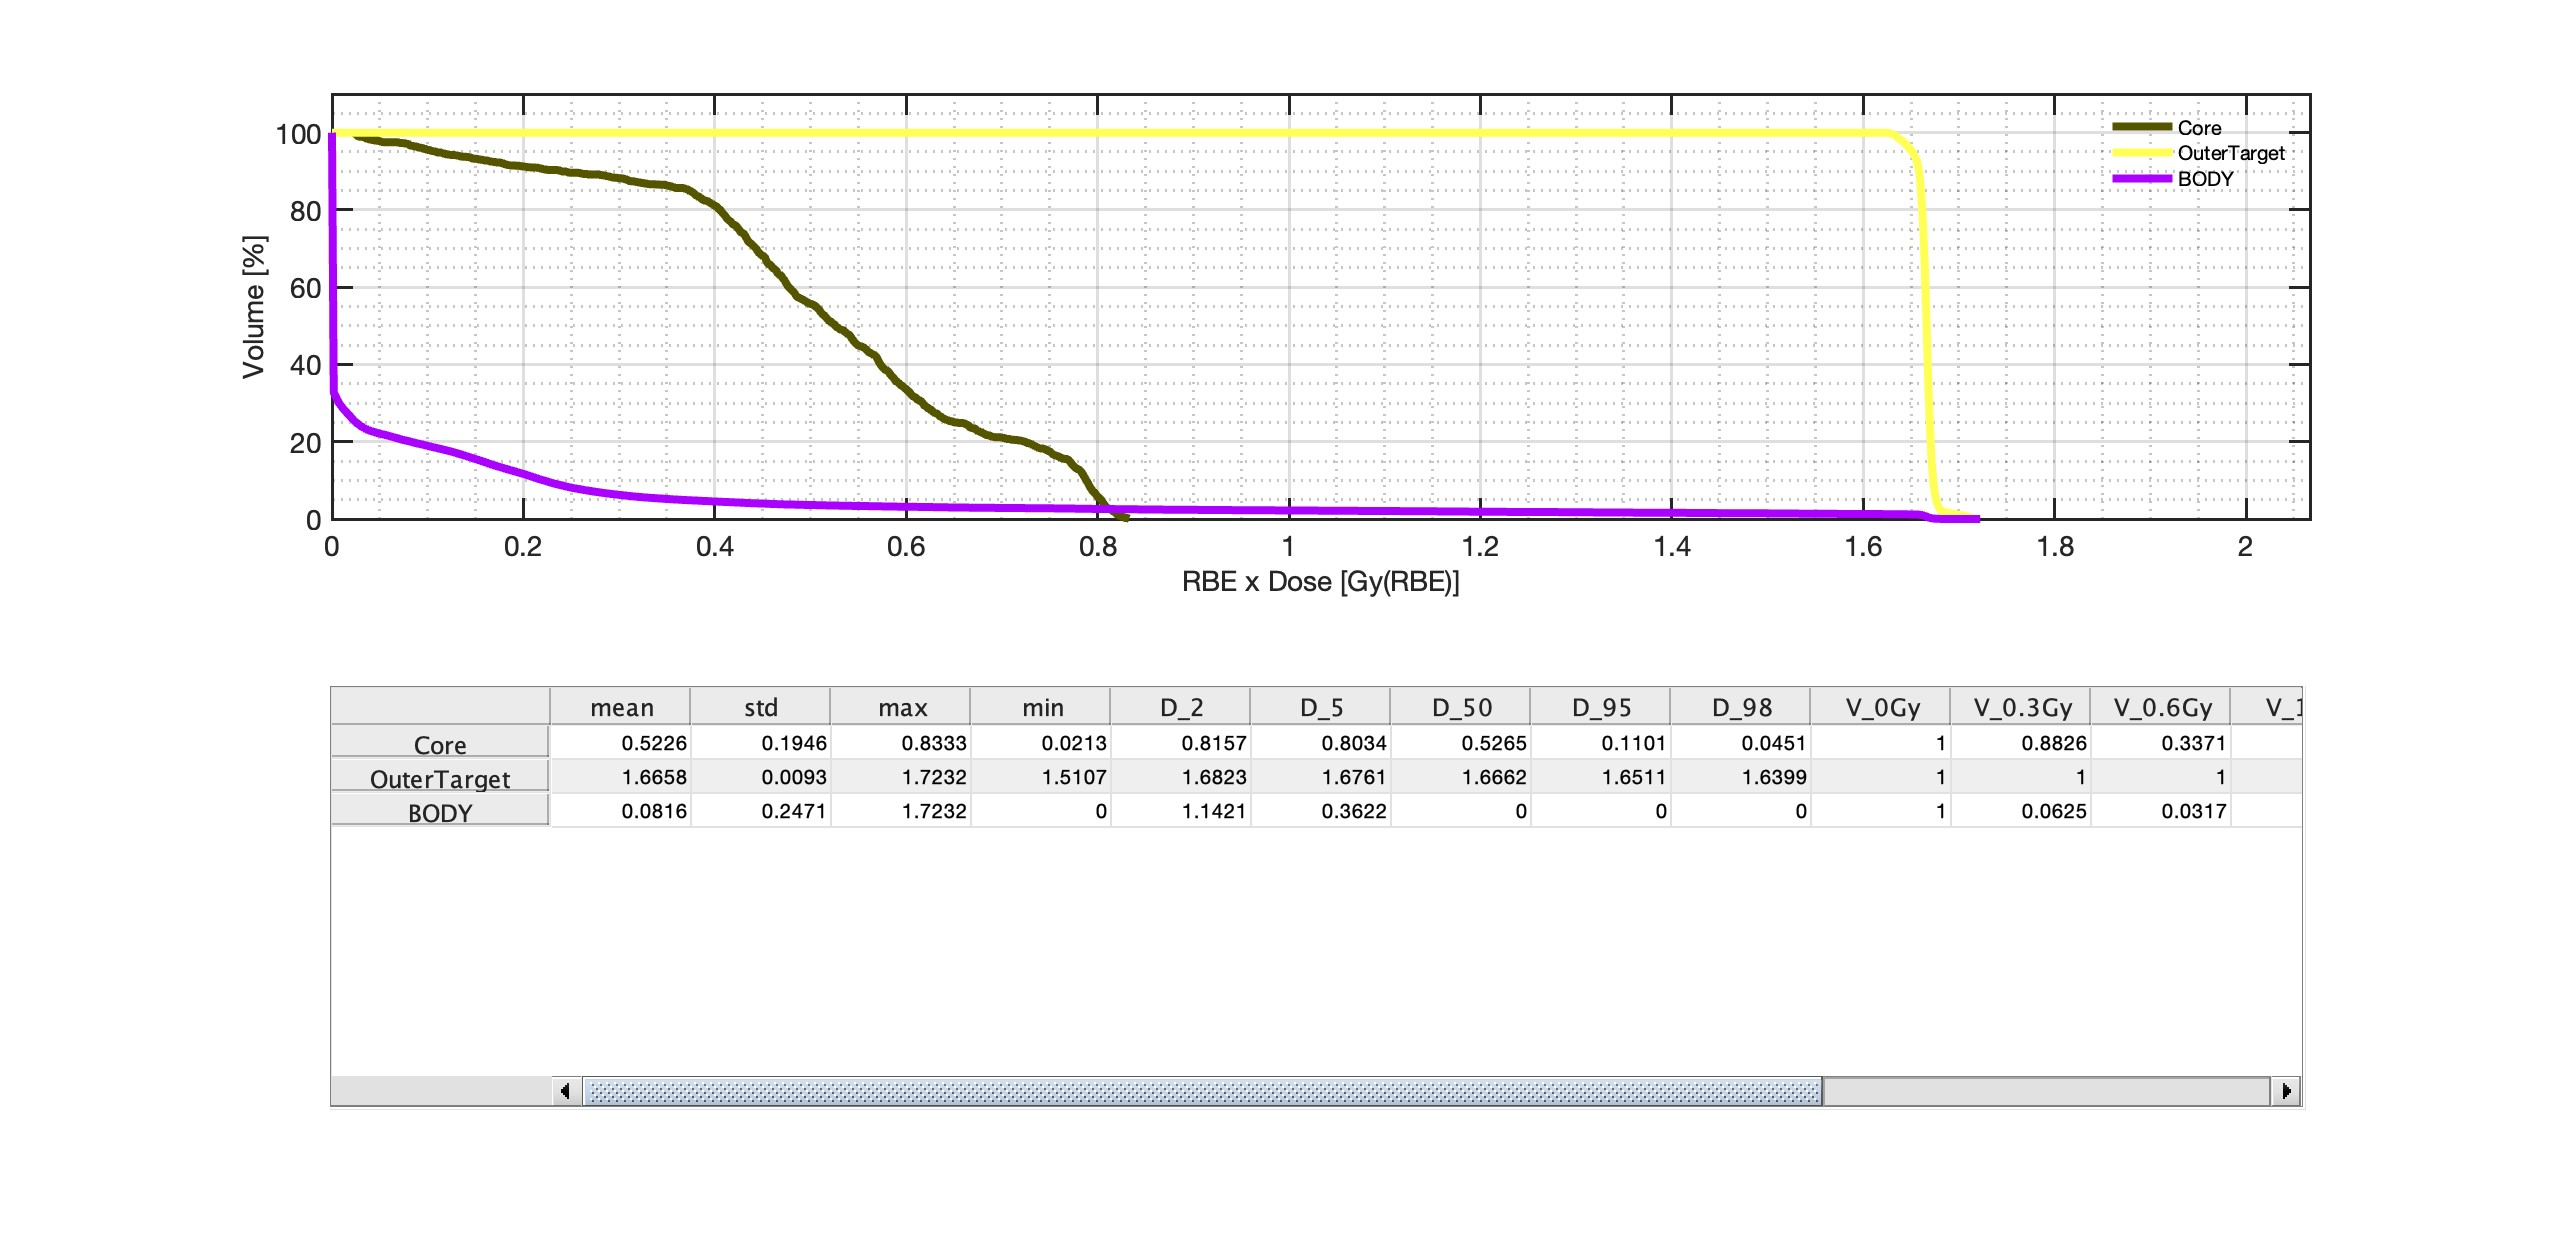 100
80
60
40
20
0
Volume [%]
Core
OuterTarget
BODY
0 0.2 0.4 0.6 0.8 1 1.2 1.4 1.6 1.8 2
RBE x Dose [Gy(RBE)]
mean std max min D_2 D_5 D_50 D_95 D_98 V_0Gy V_0.3Gy V_0.6Gy V_1
Core 0.5226 0.1946 0.8333 0.0213 0.8157 0.8034 0.5265 0.1101 0.0451 1 0.8826 0.3371
OuterTarget 1.6658 0.0093 1.7232 1.5107 1.6823 1.6761 1.6662 1.6511 1.6399 1 1 1
BODY 0.0816 0.2471 1.7232 0 1.1421 0.3622 0 0 0 1 0.0625 0.0317